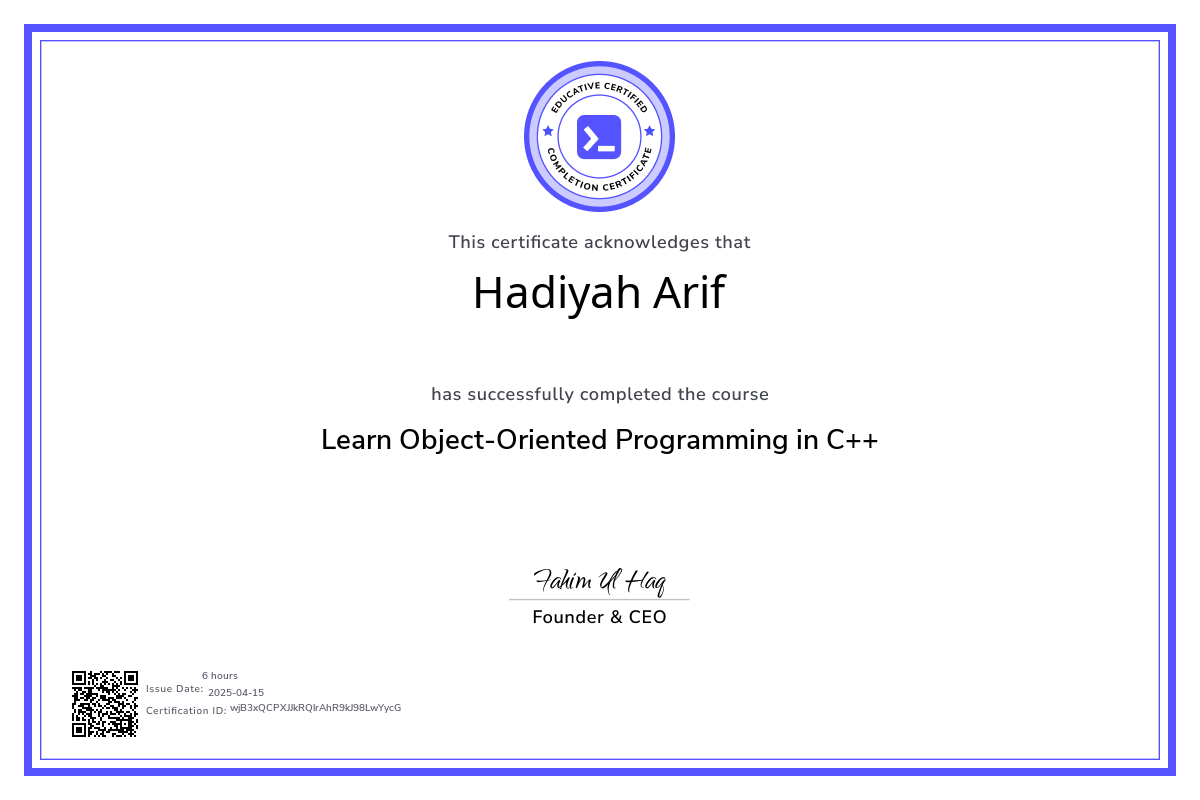 EDUCATIVE CERTIFIED
COMPLETION CERTIFICATE
This certificate acknowledges that
Hadiyah Arif
has successfully completed the course
Learn Object-Oriented Programming in C++
Fahim Ul Haq
Founder & CEO
6 hours
Issue Date: 2025-04-15
Certification ID: